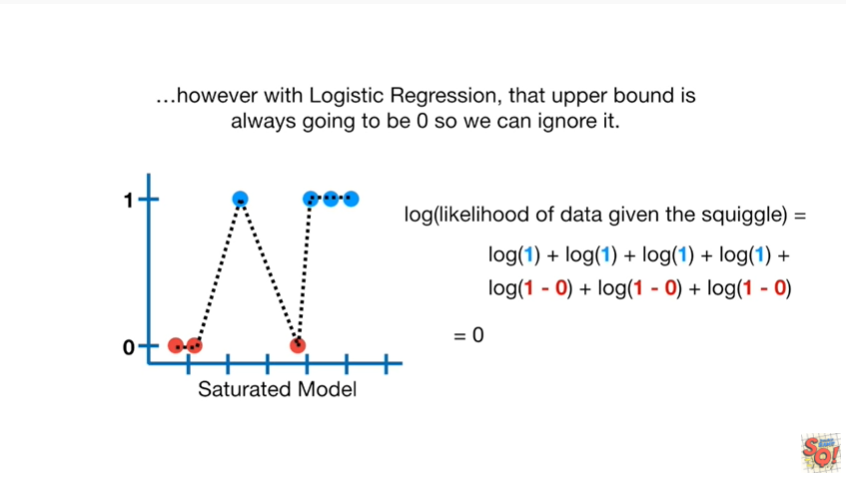 …however with Logistic Regression, that upper bound is
always going to be 0 so we can ignore it.
1
0
Saturated Model
log(likelihood of data given the squiggle) =
log(1) + log(1) + log(1) + log(1) +
log(1 - 0) + log(1 - 0) + log(1 - 0)
= 0
SQ!